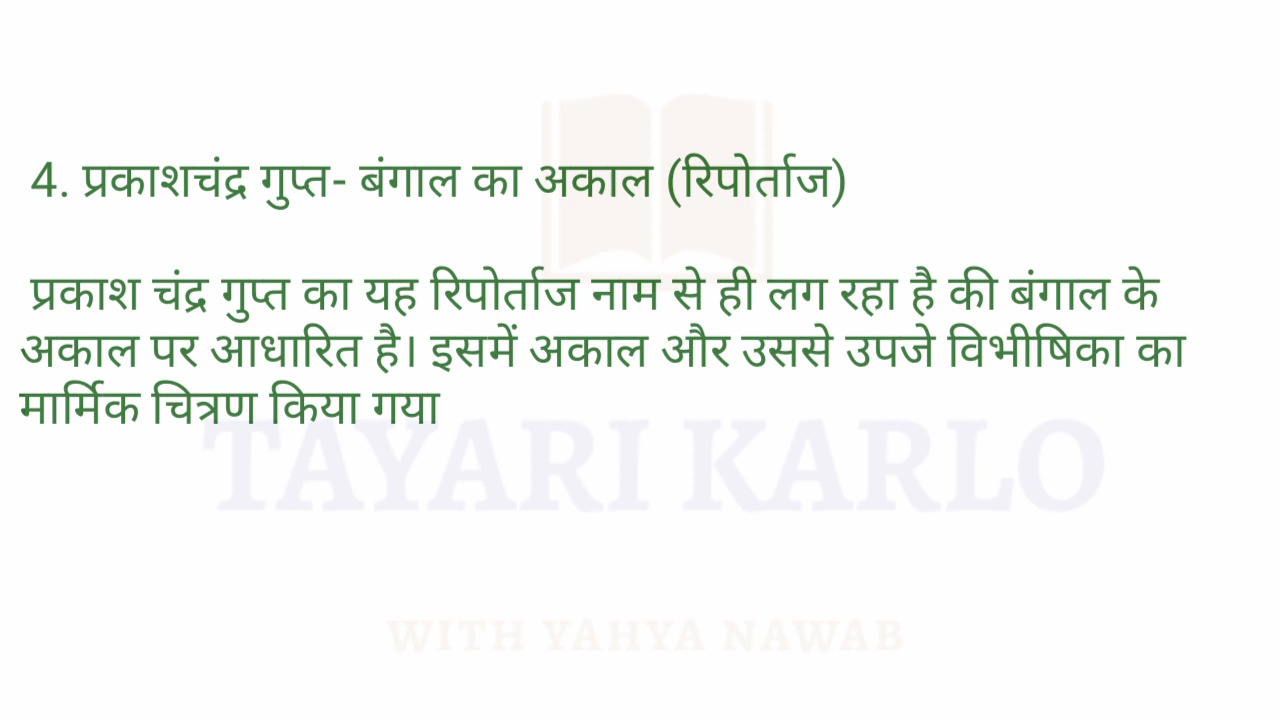 4. प्रकाशचंद्र गुप्त- बंगाल का अकाल (रिपोर्ताज)
प्रकाश चंद्र गुप्त का यह रिपोर्ताज नाम से ही लग रहा है की बंगाल के
अकाल पर आधारित है। इसमें अकाल और उससे उपजे विभीषिका का
मार्मिक चित्रण किया गया
TAYARI KARLO
WITH YAHYA NAWAB